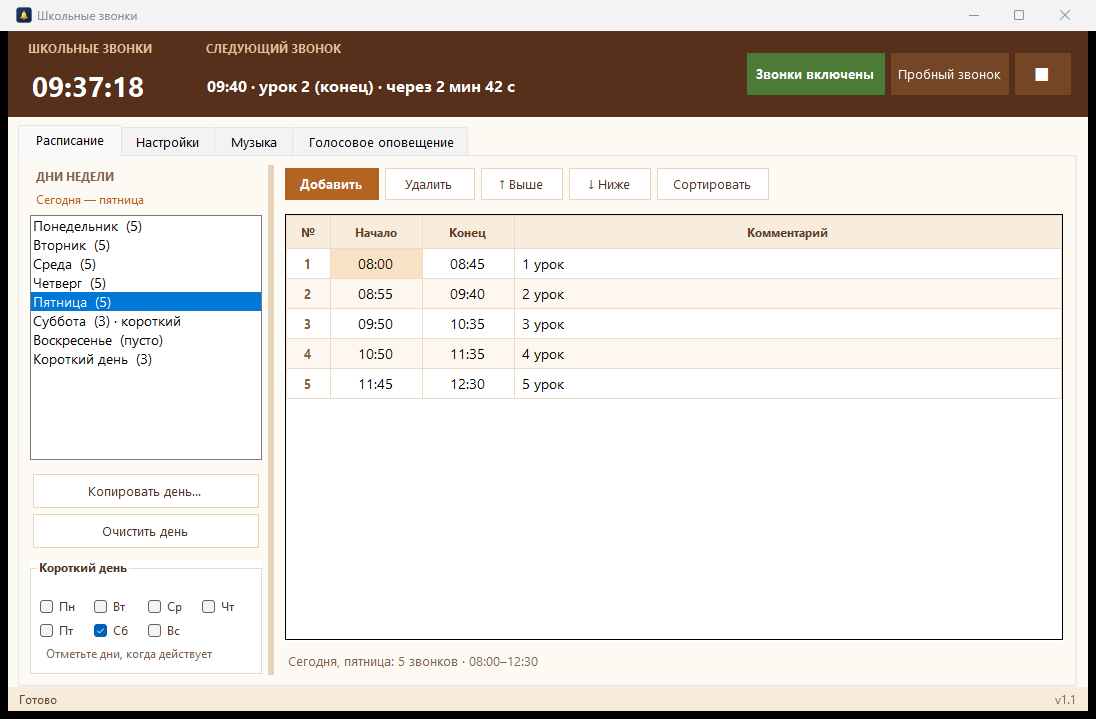 Школьные звонки
ШКОЛЬНЫЕ ЗВОНКИ
09:37:18
СЛЕДУЮЩИЙ ЗВОНОК
09:40 · урок 2 (конец) · через 2 мин 42 с
Звонки включены
Пробный звонок
Расписание
Настройки
Музыка
Голосовое оповещение
ДНИ НЕДЕЛИ
Сегодня — пятница
Понедельник (5)
Вторник (5)
Среда (5)
Четверг (5)
Пятница (5)
Суббота (3) · короткий
Воскресенье (пусто)
Короткий день (3)
Копировать день...
Очистить день
Короткий день
Пн Вт Ср Чт
Пт Сб Вс
Отметьте дни, когда действует
Добавить
Удалить
↑ Выше
↓ Ниже
Сортировать
№ Начало Конец Комментарий
1 08:00 08:45 1 урок
2 08:55 09:40 2 урок
3 09:50 10:35 3 урок
4 10:50 11:35 4 урок
5 11:45 12:30 5 урок
Сегодня, пятница: 5 звонков · 08:00–12:30
Готово
v1.1